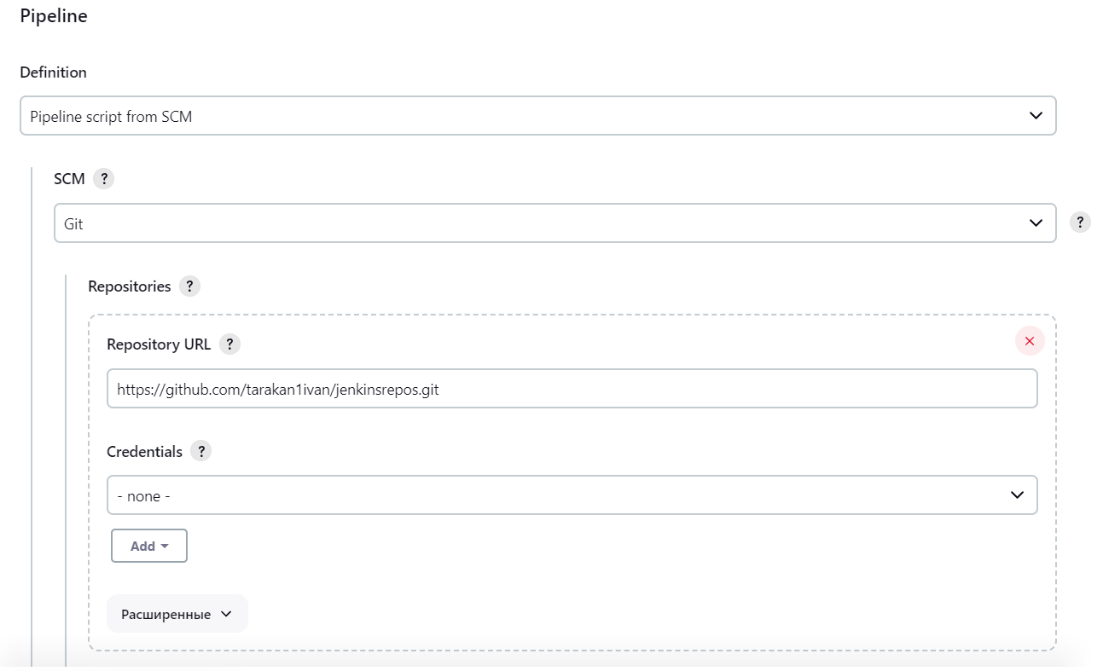 Pipeline
Definition
Pipeline script from SCM
SCM ?
Git
?
Repositories ?
Repository URL ?
https://github.com/tarakan1ivan/jenkinsrepos.git
Credentials ?
- none -
Add
Расширенные